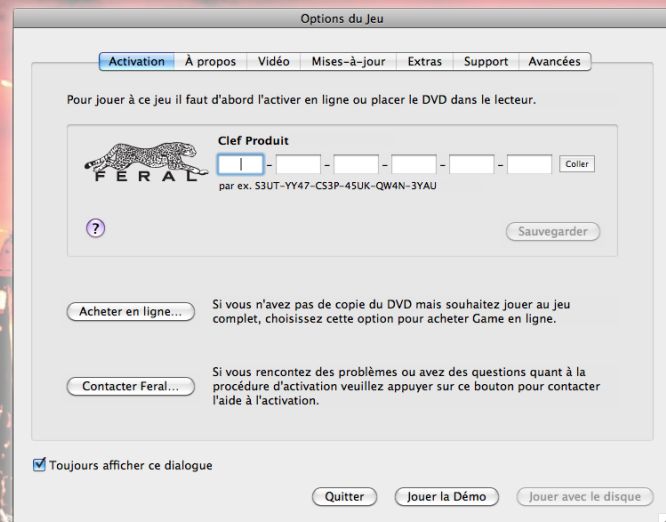 Options du Jeu
Activation À propos Vidéo Mises-à-jour Extras Support Avancées
Pour jouer à ce jeu il faut d'abord l'activer en ligne ou placer le DVD dans le lecteur.
Clef Produit
FERAL
- - - - - Coller
par ex. S3UT-YY47-CS3P-45UK-QW4N-3YAU
?
Sauvegarder
Acheter en ligne...
Si vous n'avez pas de copie du DVD mais souhaitez jouer au jeu
complet, choisissez cette option pour acheter Game en ligne.
Contacter Feral...
Si vous rencontez des problèmes ou avez des questions quant à la
procédure d'activation veuillez appuyer sur ce bouton pour contacter
l'aide à l'activation.
Toujours afficher ce dialogue
Quitter Jouer la Démo Jouer avec le disque